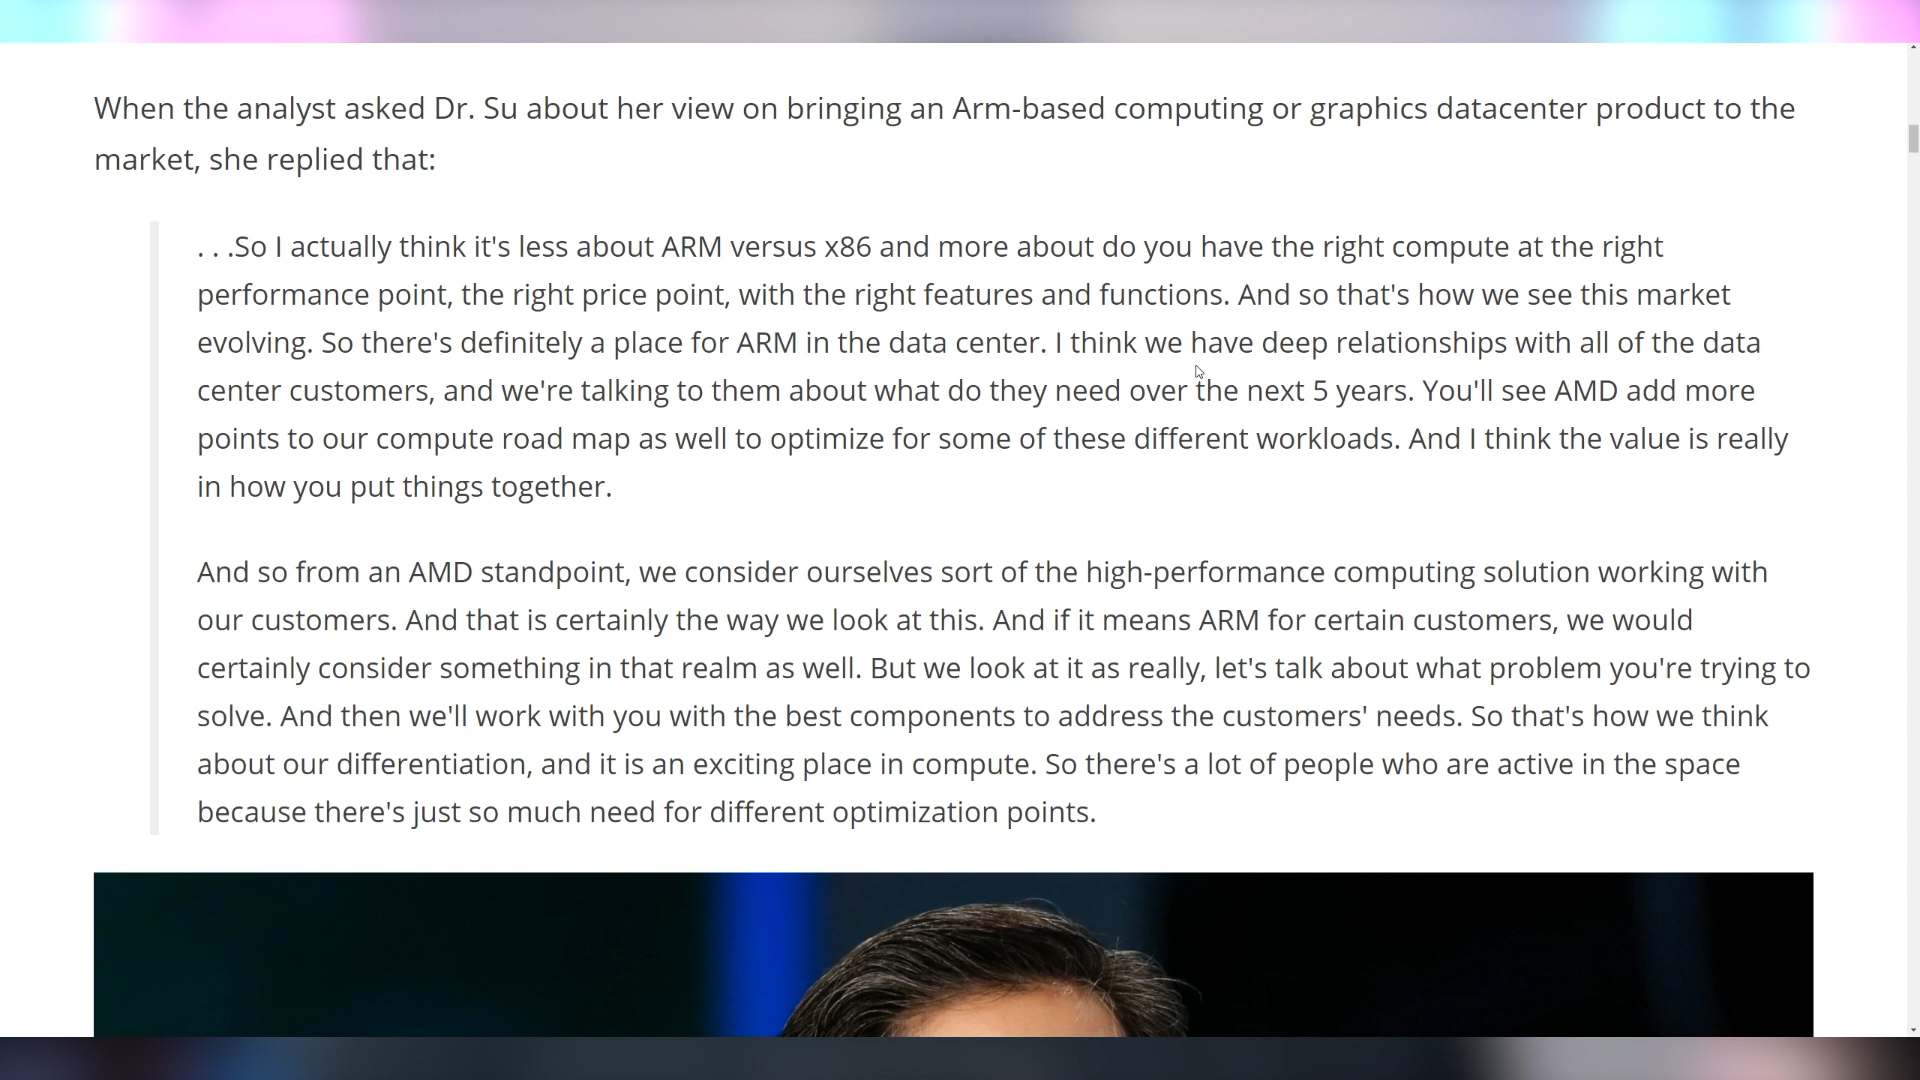 When the analyst asked Dr. Su about her view on bringing an Arm-based computing or graphics datacenter product to the
market, she replied that:
. . .So I actually think it's less about ARM versus x86 and more about do you have the right compute at the right
performance point, the right price point, with the right features and functions. And so that's how we see this market
evolving. So there's definitely a place for ARM in the data center. I think we have deep relationships with all of the data
center customers, and we're talking to them about what do they need over the next 5 years. You'll see AMD add more
points to our compute road map as well to optimize for some of these different workloads. And I think the value is really
in how you put things together.
And so from an AMD standpoint, we consider ourselves sort of the high-performance computing solution working with
our customers. And that is certainly the way we look at this. And if it means ARM for certain customers, we would
certainly consider something in that realm as well. But we look at it as really, let's talk about what problem you're trying to
solve. And then we'll work with you with the best components to address the customers' needs. So that's how we think
about our differentiation, and it is an exciting place in compute. So there's a lot of people who are active in the space
because there's just so much need for different optimization points.